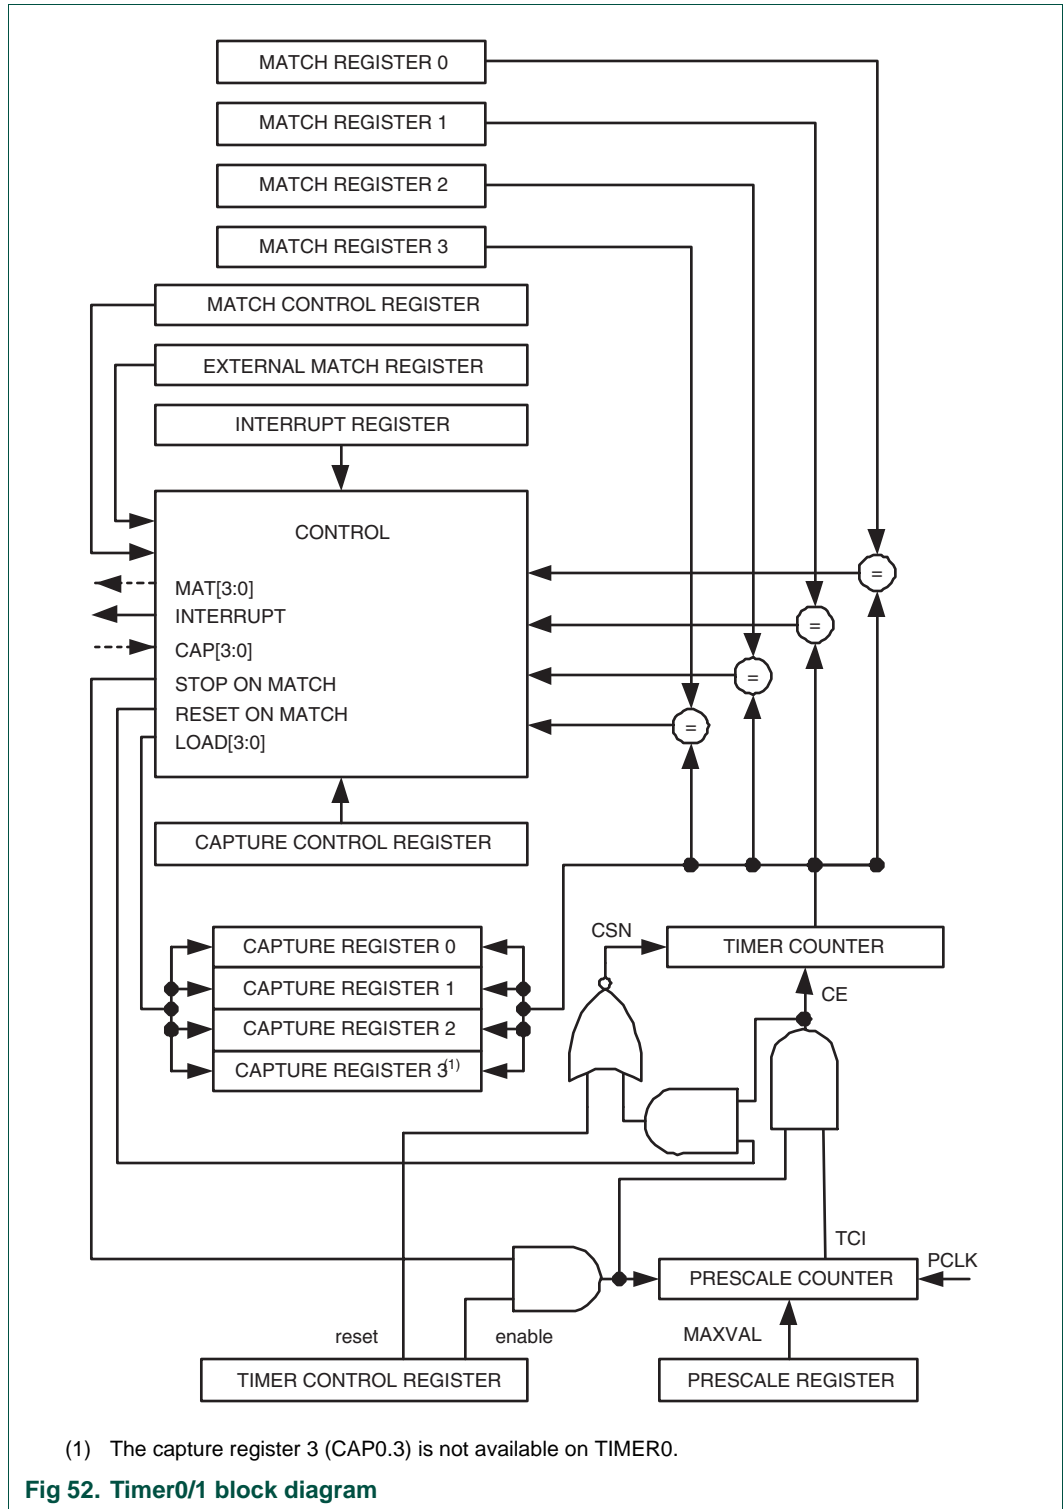 MATCH REGISTER 0
MATCH REGISTER 1
MATCH REGISTER 2
MATCH REGISTER 3
MATCH CONTROL REGISTER
EXTERNAL MATCH REGISTER
INTERRUPT REGISTER
CONTROL
MAT[3:0]
INTERRUPT
CAP[3:0]
STOP ON MATCH
RESET ON MATCH
LOAD[3:0]
=
=
=
=
CAPTURE CONTROL REGISTER
CAPTURE REGISTER 0
CAPTURE REGISTER 1
CAPTURE REGISTER 2
CAPTURE REGISTER 3(1)
CSN
TIMER COUNTER
CE
TCI
PCLK
PRESCALE COUNTER
MAXVAL
reset
enable
TIMER CONTROL REGISTER
PRESCALE REGISTER
(1) The capture register 3 (CAP0.3) is not available on TIMER0.
Fig 52. Timer0/1 block diagram